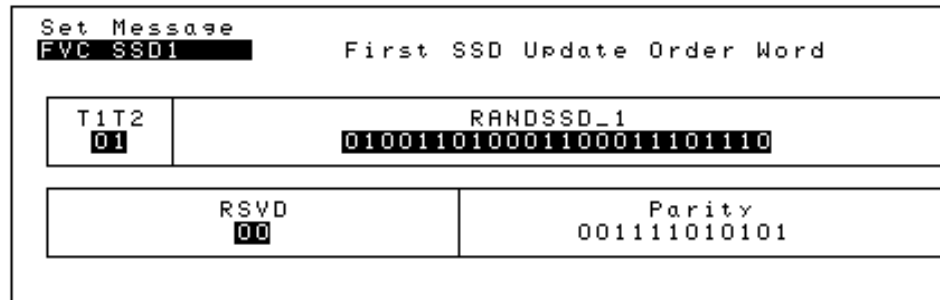 Set Message
FVC SSD1 First SSD Update Order Word
T1T2 RANDSSD_1
01 010011010001100011101110
RSVD Parity
00 001111010101